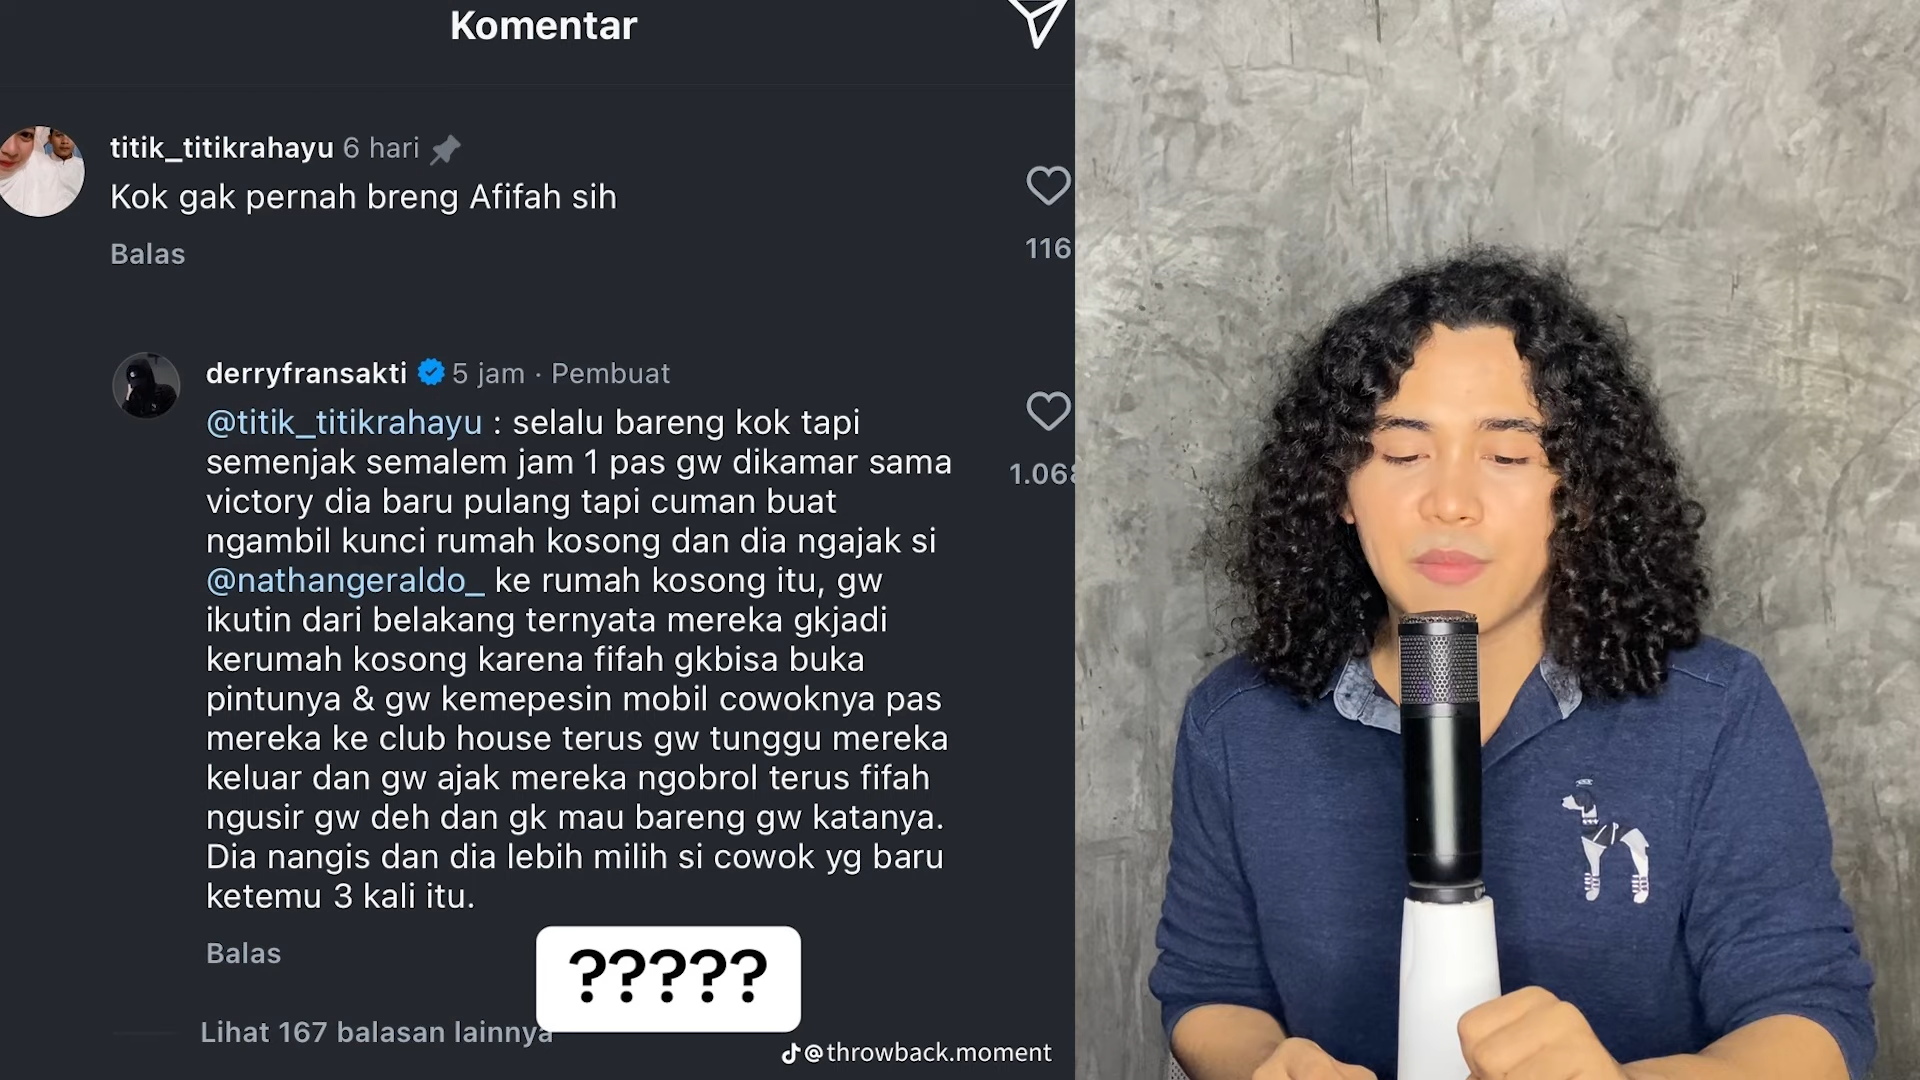 Komentar
titik_titikrahayu 6 hari
Kok gak pernah breng Afifah sih
116
Balas
derryfransakti 5 jam · Pembuat
@titik_titikrahayu : selalu bareng kok tapi
semenjak semalem jam 1 pas gw dikamar sama
victory dia baru pulang tapi cuman buat
ngambil kunci rumah kosong dan dia ngajak si
@nathangeraldo_ ke rumah kosong itu, gw
ikutin dari belakang ternyata mereka gkjadi
kerumah kosong karena fifah gkbisa buka
pintunya & gw kemepesin mobil cowoknya pas
mereka ke club house terus gw tunggu mereka
keluar dan gw ajak mereka ngobrol terus fifah
ngusir gw deh dan gk mau bareng gw katanya.
Dia nangis dan dia lebih milih si cowok yg baru
ketemu 3 kali itu.
1.068
Balas
?????
Lihat 167 balasan lainnya
@throwback.moment